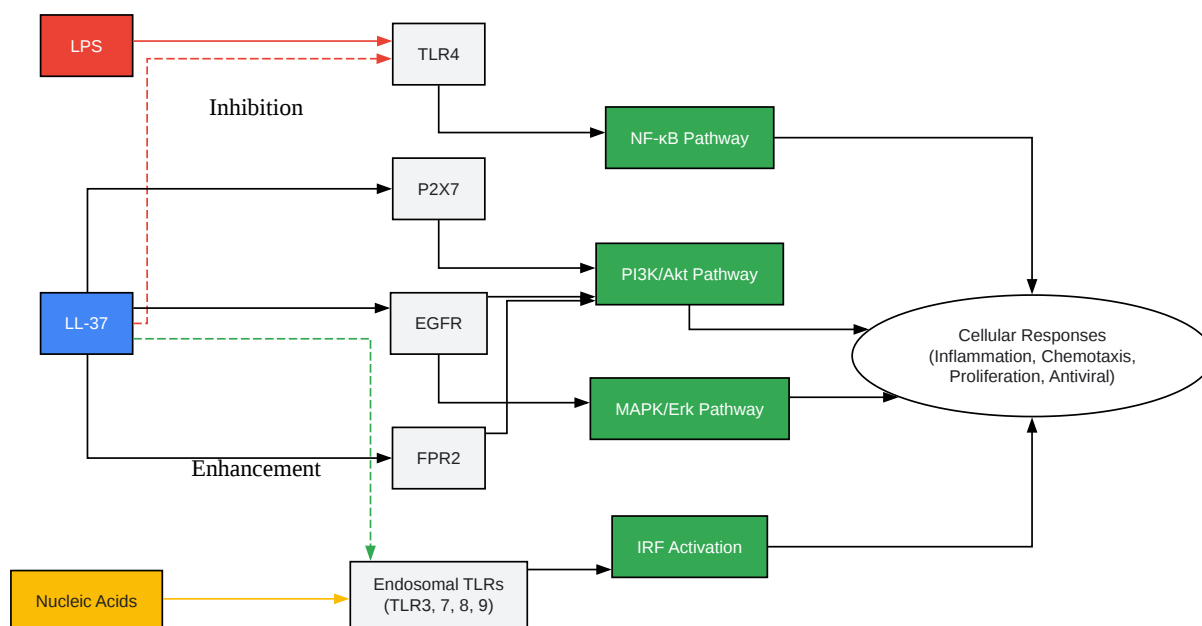 LPS
TLR4
Inhibition
NF-κB Pathway
P2X7
PI3K/Akt Pathway
LL-37
EGFR
Cellular Responses
(Inflammation, Chemotaxis,
Proliferation, Antiviral)
MAPK/Erk Pathway
FPR2
Enhancement
IRF Activation
Nucleic Acids
Endosomal TLRs
(TLR3, 7, 8, 9)